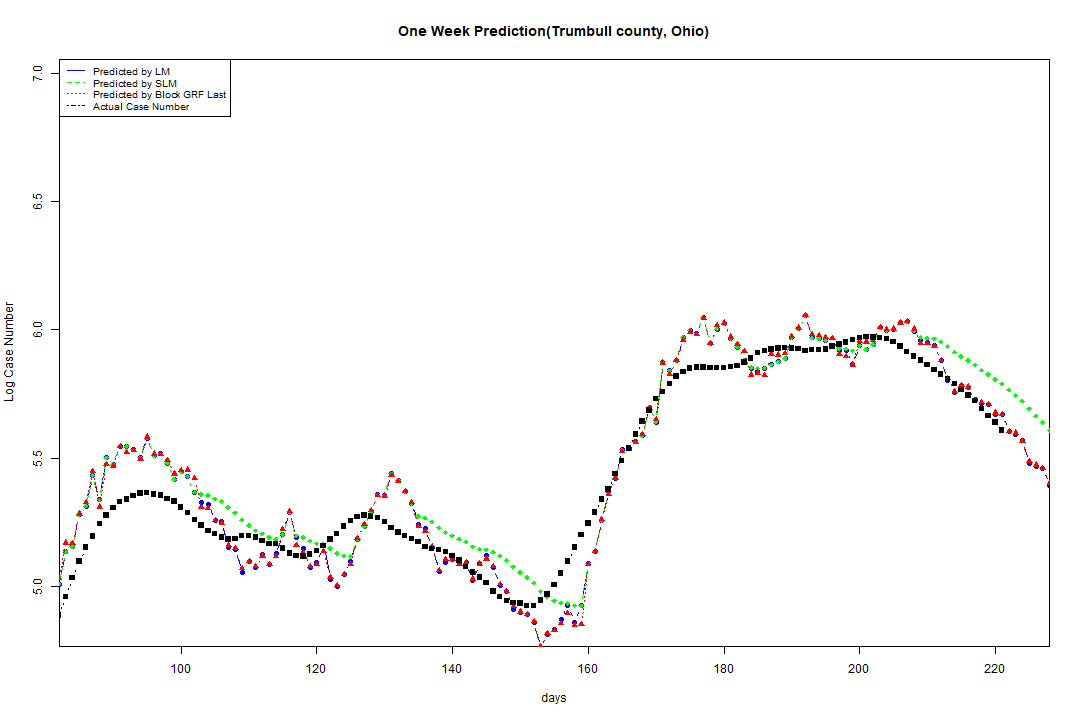 One Week Prediction(Trumbull county, Ohio)
Predicted by LM
Predicted by SLM
Predicted by Block GRF Last
Actual Case Number
7.0
6.5
6.0
5.5
5.0
Log Case Number
100 120 140 160 180 200 220
days